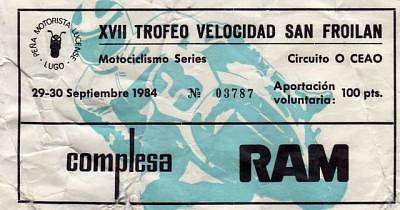 PEÑA MOTORISTA LUCENSE
LUGO
XVII TROFEO VELOCIDAD SAN FROILAN
Motociclismo Series Circuito O CEAO
29-30 Septiembre 1984 № 03787 Aportación voluntaria: 100 pts.
complesa RAM